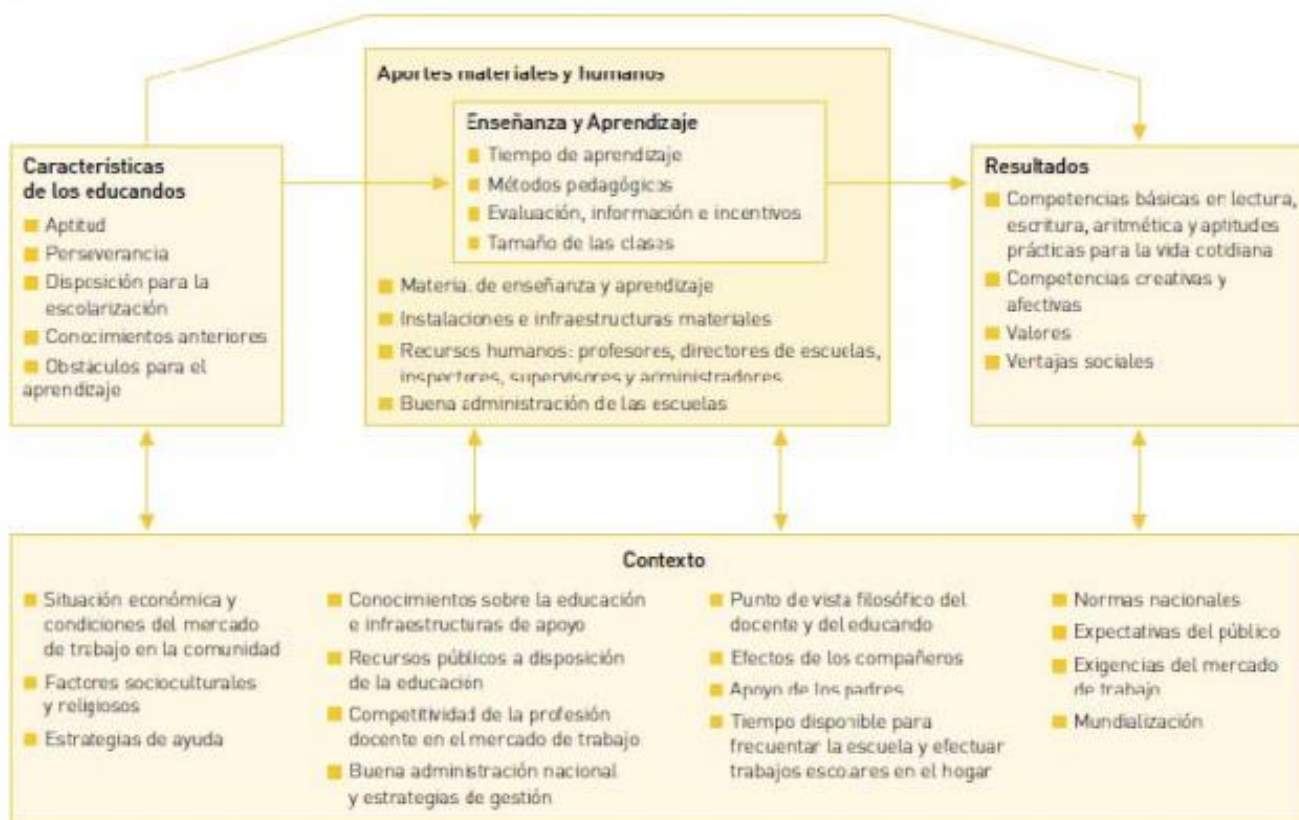 Aportes materiales y humanos
Enseñanza y Aprendizaje
Tiempo de aprendizaje
Métodos pedagógicos
Evaluación, información e incentivos
Tamaño de las clases
Material de enseñanza y aprendizaje
Instalaciones e infraestructuras materiales
Recursos humanos: profesores, directores de escuelas,
inspectores, supervisores y administradores
Buena administración de las escuelas
Características
de los educandos
Aptitud
Perseverancia
Disposición para la
escolarización
Conocimientos anteriores
Obstáculos para el
aprendizaje
Resultados
Competencias básicas en lectura,
escritura, aritmética y aptitudes
prácticas para la vida cotidiana
Competencias creativas y
afectivas
Valores
Ventajas sociales
Contexto
Situación económica y
condiciones del mercado
de trabajo en la comunidad
Factores socioculturales
y religiosos
Estrategias de ayuda
Conocimientos sobre la educación
e infraestructuras de apoyo
Recursos públicos a disposición
de la educación
Competitividad de la profesión
docente en el mercado de trabajo
Buena administración nacional
y estrategias de gestión
Punto de vista filosófico del
docente y del educando
Efectos de los compañeros
Apoyo de los padres
Tiempo disponible para
frecuentar la escuela y efectuar
trabajos escolares en el hogar
Normas nacionales
Expectativas del público
Exigencias del mercado
de trabajo
Mundialización